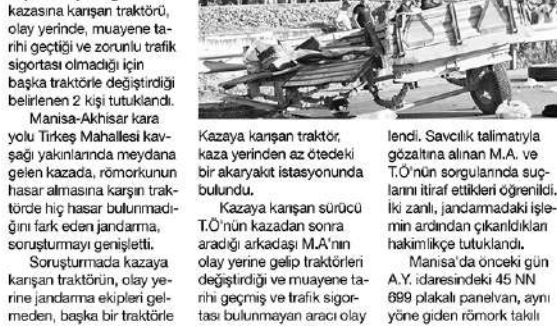 kazasına karışan traktörü,
olay yerinde, muayene ta-
rihi geçtiği ve zorunlu trafik
sigortası olmadığı için
başka traktörle değiştirdiği
belirlenen 2 kişi tutuklandı.
Manisa-Akhisar kara
yolu Tirkeş Mahallesi kav-
şağı yakınlarında meydana
gelen kazada, römorkunun
hasar almasına karşın trak-
törde hiç hasar bulunmadı-
ğını fark eden jandarma,
soruşturmayı genişletti.
Soruşturmada kazaya
karışan traktörün, olay ye-
rine jandarma ekipleri gel-
meden, başka bir traktörle
Kazaya karışan traktör,
kaza yerinden az ötedeki
bir akaryakıt istasyonunda
bulundu.
Kazaya karışan sürücü
T.Ö'nün kazadan sonra
aradığı arkadaşı M.A'nın
olay yerine gelip traktörleri
değiştirdiği ve muayene ta-
rihi geçmiş ve trafik sigor-
tası bulunmayan aracı olay
lendi. Savcılık talimatıyla
gözaltına alınan M.A. ve
T.Ö'nün sorgularında suç-
larını itiraf ettikleri öğrenildi.
İki zanlı, jandarmadaki işle-
min ardından çıkarıldıkları
hakimlikçe tutuklandı.
Manisa'da önceki gün
A.Y. idaresindeki 45 NN
699 plakalı panelvan, aynı
yöne giden römork takılı